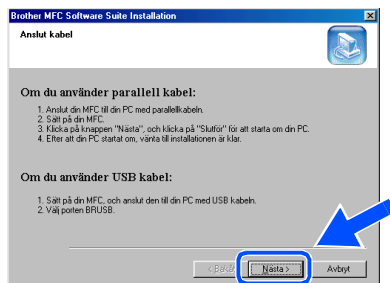 Brother MFC Software Suite Installation
Anslut kabel
Om du använder parallell kabel:
1. Anslut din MFC till din PC med parallellkabeln.
2. Sätt på din MFC.
3. Klicka på knappen "Nästa", och klicka på "Slutför" för att starta om din PC.
4. Efter att din PC startat om, vänta till installationen är klar.
Om du använder USB kabel:
1. Sätt på din MFC, och anslut den till din PC med USB kabeln.
2. Välj porten BRUSB.
Nästa > Avbryt